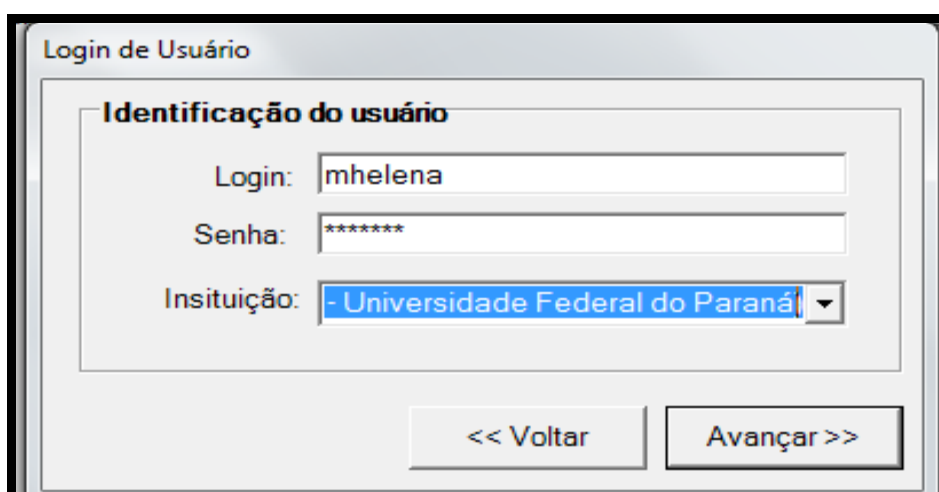 Login de Usuário
Identificação do usuário
Login: mhelena
Senha: *******
Insituição: - Universidade Federal do Paraná
<< Voltar Avançar >>